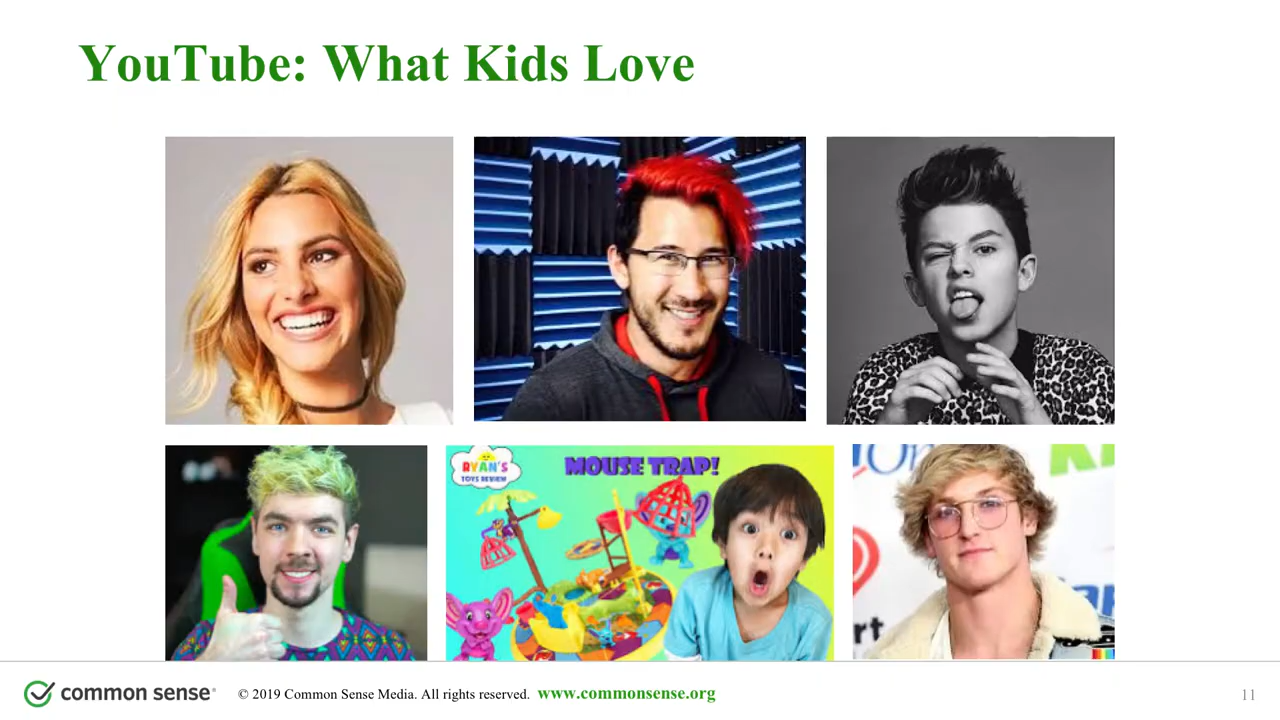 YouTube: What Kids Love
RYAN'S
TOYS REVIEW
MOUSE TRAP!
rt
common sense®
© 2019 Common Sense Media. All rights reserved. www.commonsense.org
11